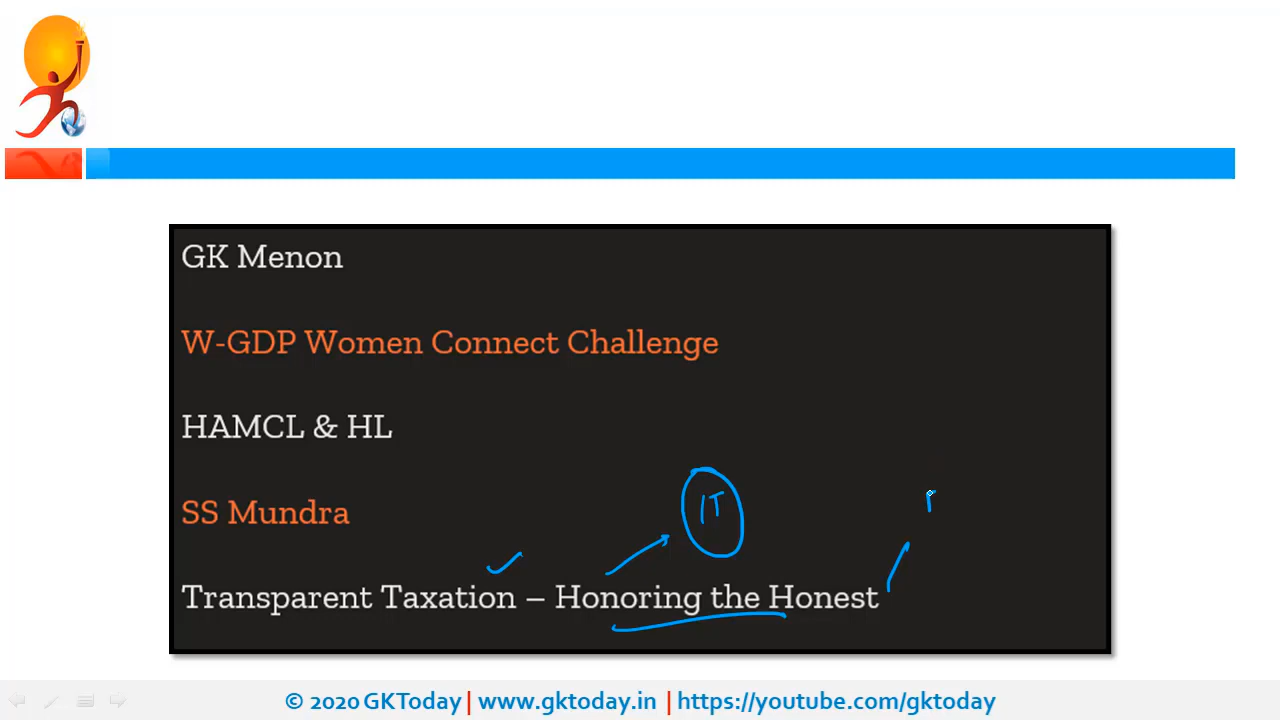 GK Menon
W-GDP Women Connect Challenge
HAMCL & HL
SS Mundra
IT
Transparent Taxation – Honoring the Honest
© 2020 GKToday | www.gktoday.in | https://youtube.com/gktoday